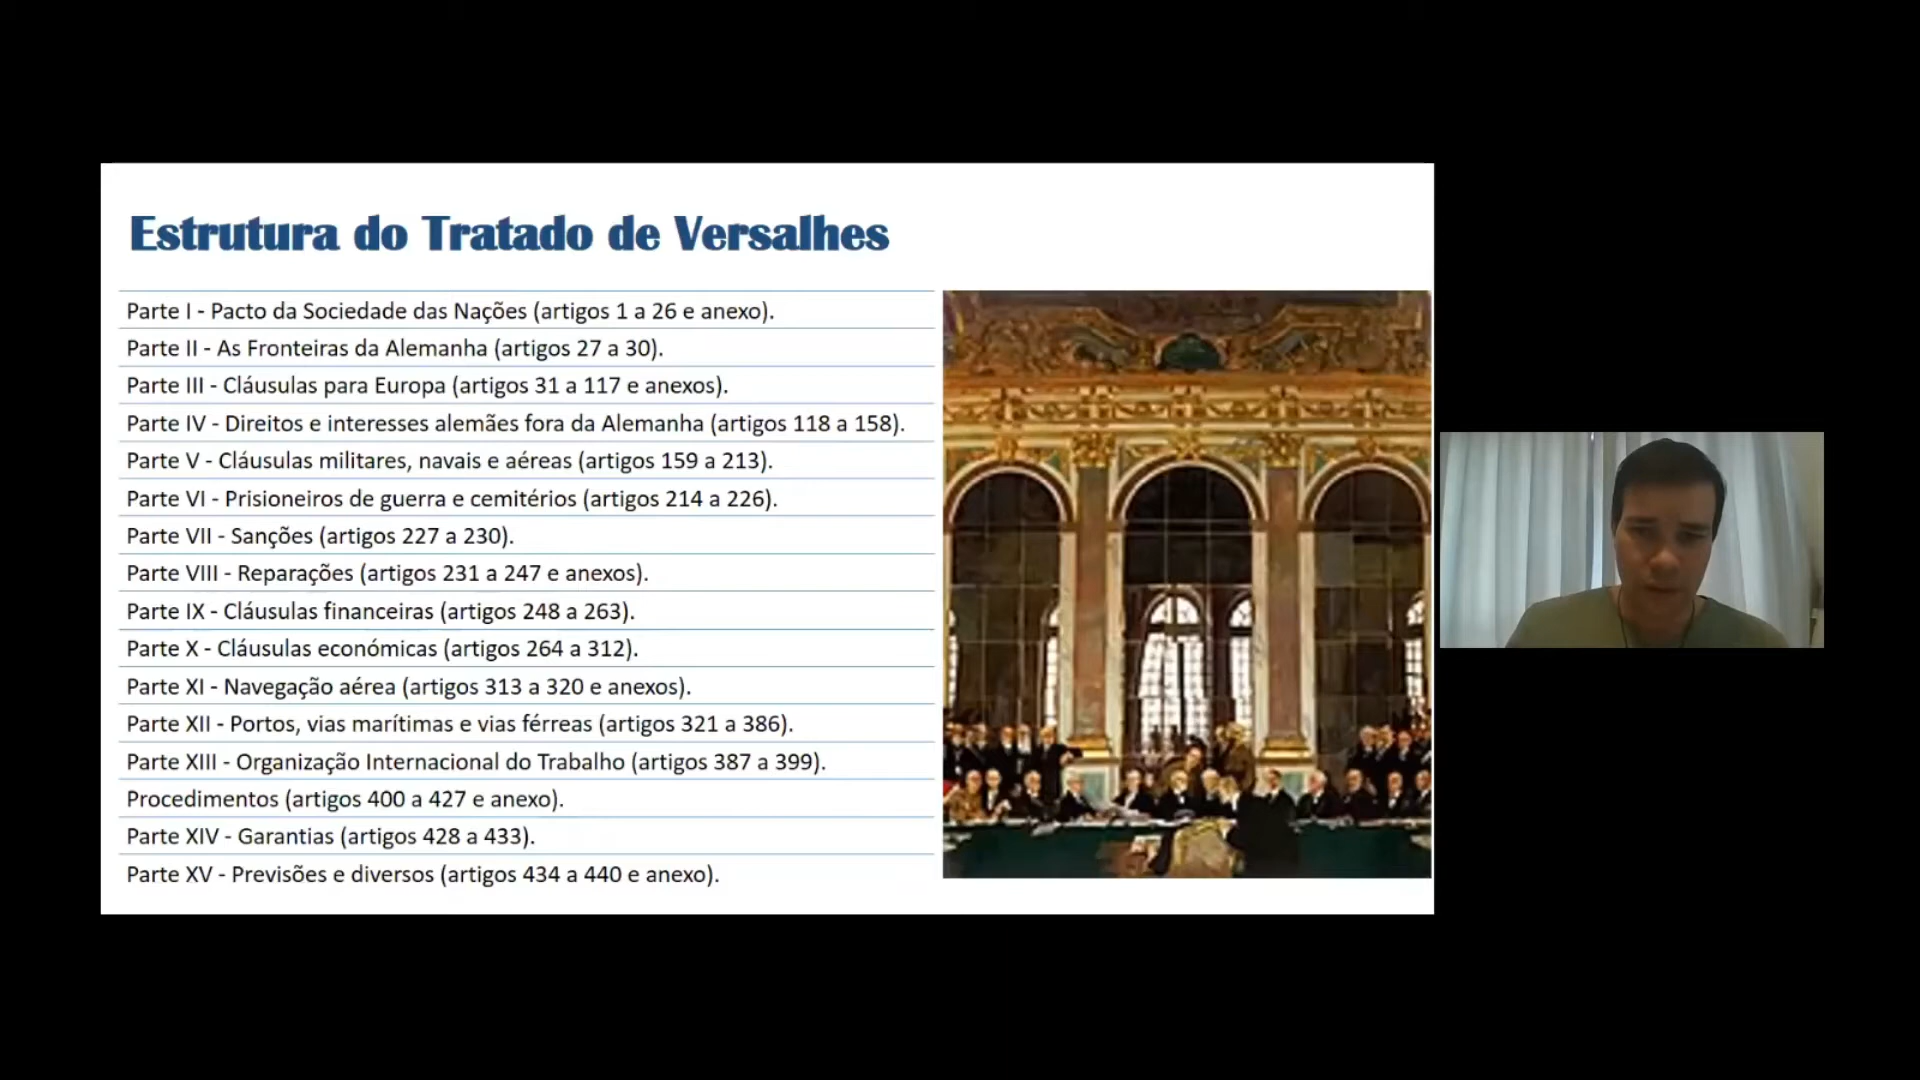 Estrutura do Tratado de Versalhes
Parte I - Pacto da Sociedade das Nações (artigos 1 a 26 e anexo).
Parte II - As Fronteiras da Alemanha (artigos 27 a 30).
Parte III - Cláusulas para Europa (artigos 31 a 117 e anexos).
Parte IV - Direitos e interesses alemães fora da Alemanha (artigos 118 a 158).
Parte V - Cláusulas militares, navais e aéreas (artigos 159 a 213).
Parte VI - Prisioneiros de guerra e cemitérios (artigos 214 a 226).
Parte VII - Sanções (artigos 227 a 230).
Parte VIII - Reparações (artigos 231 a 247 e anexos).
Parte IX - Cláusulas financeiras (artigos 248 a 263).
Parte X - Cláusulas económicas (artigos 264 a 312).
Parte XI - Navegação aérea (artigos 313 a 320 e anexos).
Parte XII - Portos, vias marítimas e vias férreas (artigos 321 a 386).
Parte XIII - Organização Internacional do Trabalho (artigos 387 a 399).
Procedimentos (artigos 400 a 427 e anexo).
Parte XIV - Garantias (artigos 428 a 433).
Parte XV - Previsões e diversos (artigos 434 a 440 e anexo).